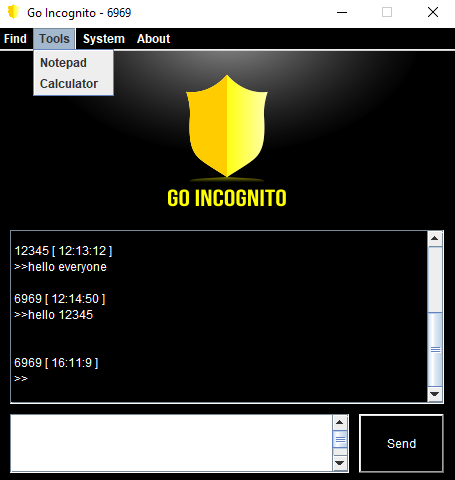 Go Incognito - 6969
Find Tools System About
Notepad
Calculator
GO INCOGNITO
12345 [ 12:13:12 ]
>>hello everyone
6969 [ 12:14:50 ]
>>hello 12345
6969 [ 16:11:9 ]
>>
Send